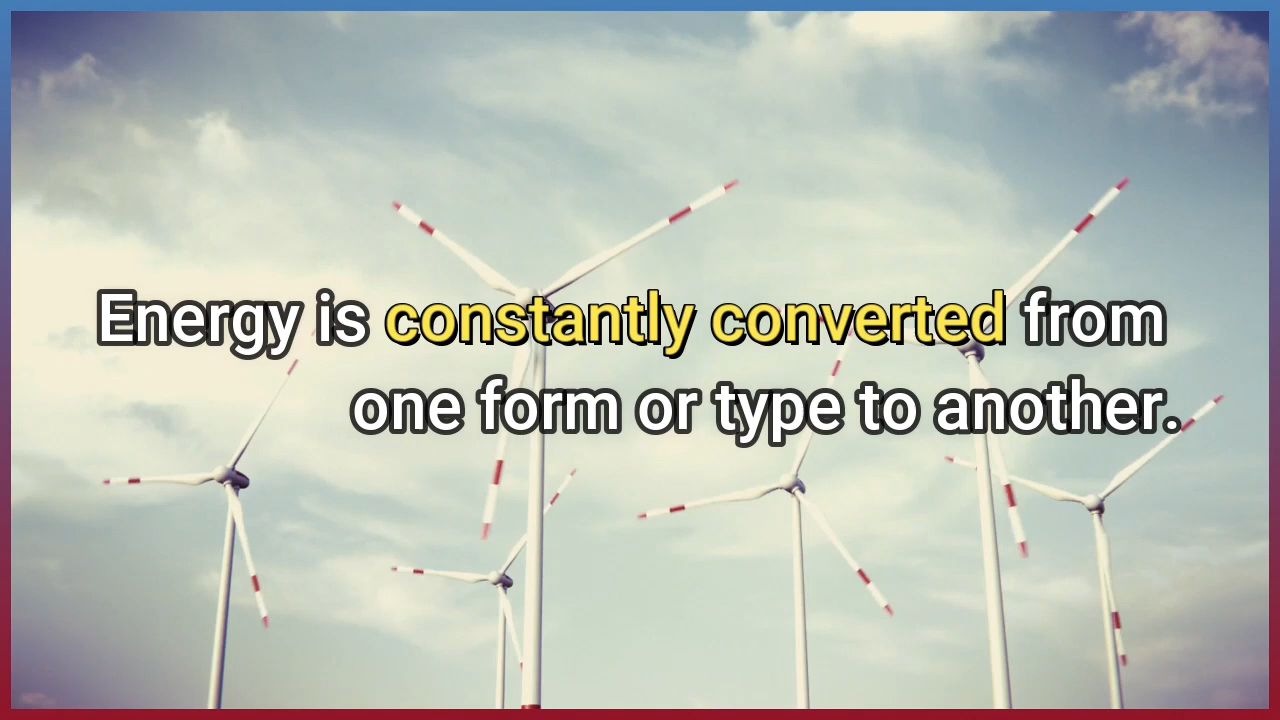 Energy is constantly converted from
one form or type to another.